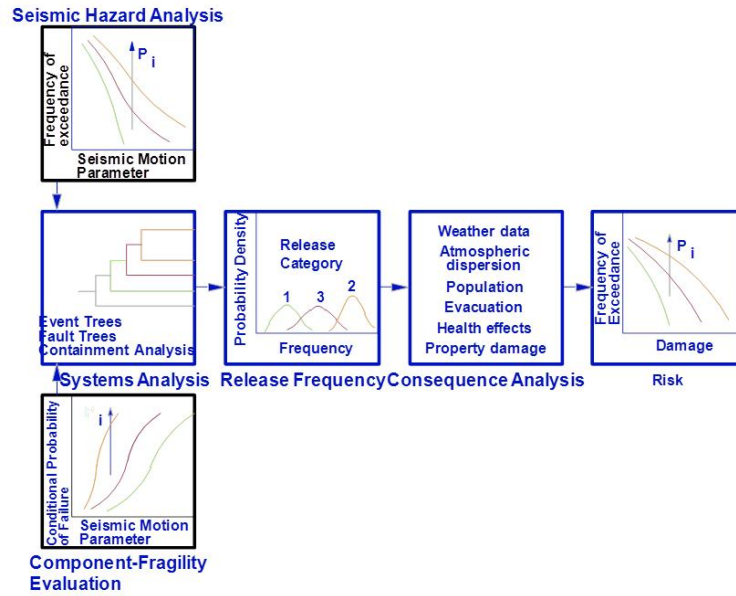 Seismic Hazard Analysis
Frequency of
exceedance
P i
Seismic Motion
Parameter
Event Trees
Fault Trees
Containment Analysis
Systems Analysis
Probability Density
Release
Category
1
3
2
Frequency
Release Frequency
Weather data
Atmospheric
dispersion
Population
Evacuation
Health effects
Property damage
Consequence Analysis
Frequency of
Exceedance
P i
Damage
Risk
Conditional Probability
of Failure
i
Seismic Motion
Parameter
Component-Fragility
Evaluation